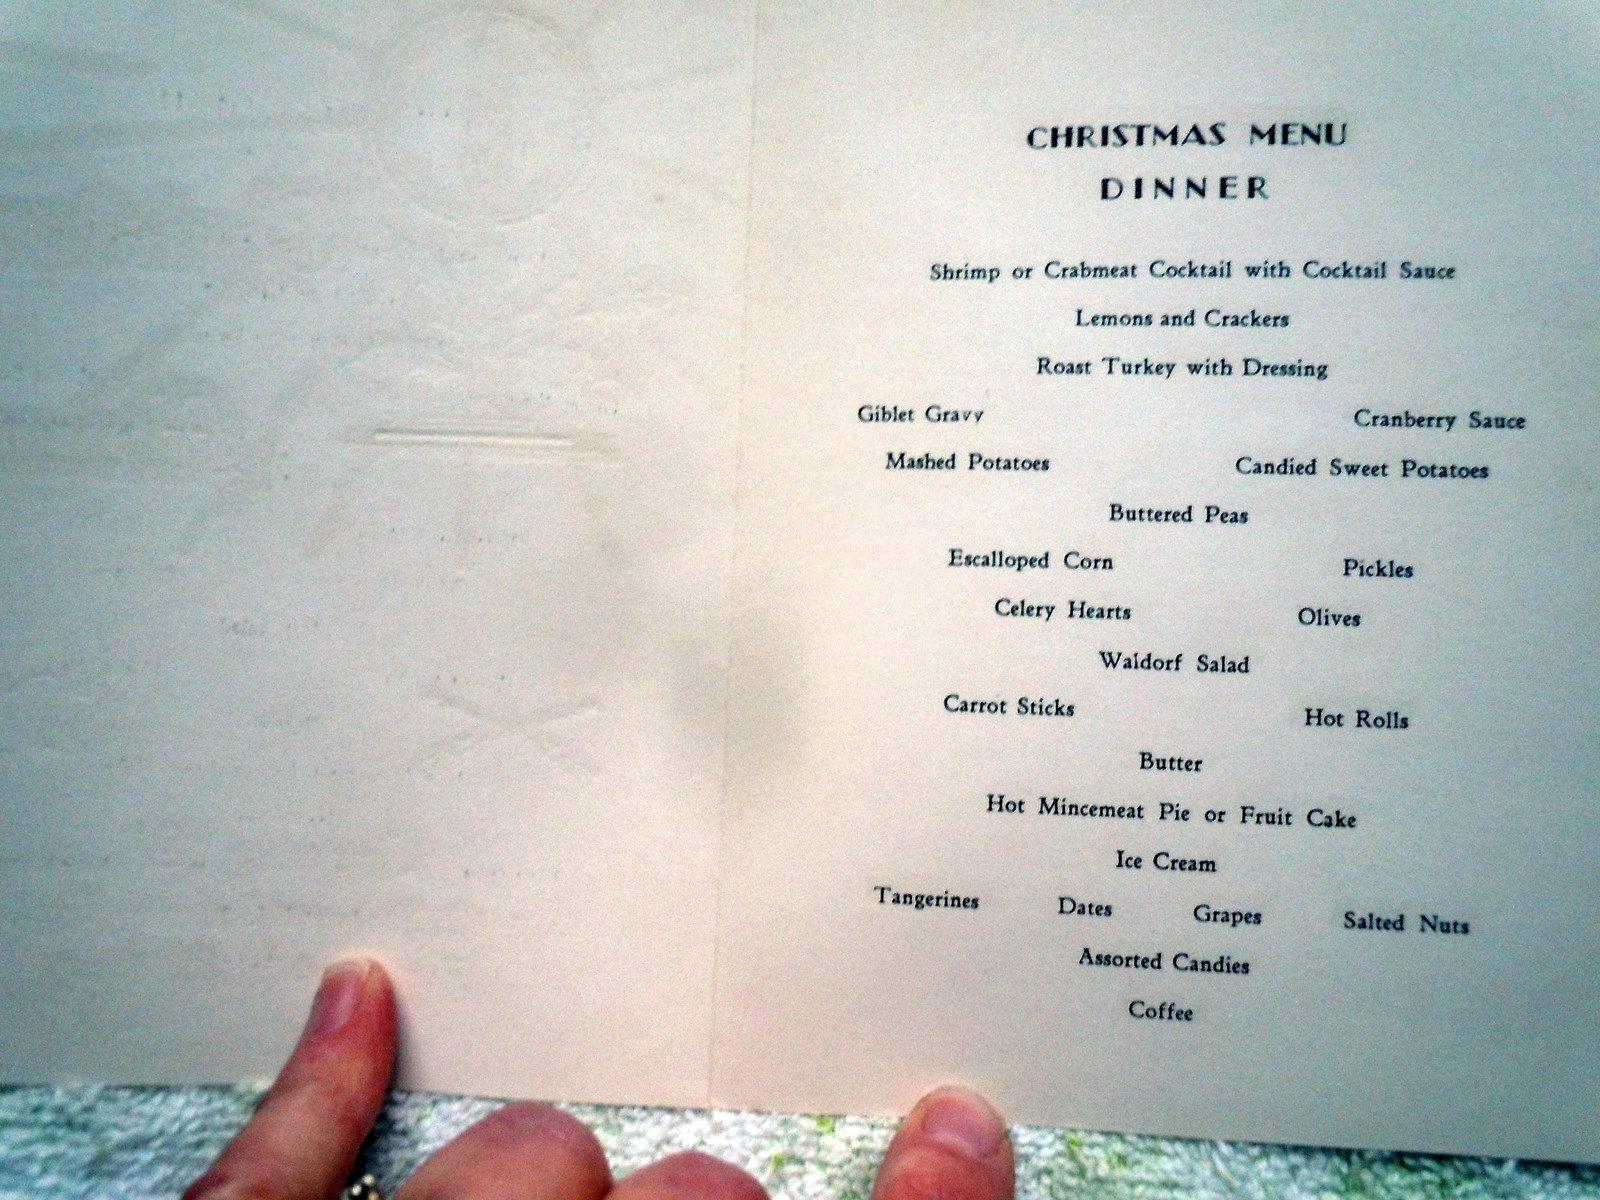 CHRISTMAS MENU
DINNER
Shrimp or Crabmeat Cocktail with Cocktail Sauce
Lemons and Crackers
Roast Turkey with Dressing
Giblet Gravy Cranberry Sauce
Mashed Potatoes Candied Sweet Potatoes
Buttered Peas
Escalloped Corn Pickles
Celery Hearts Olives
Waldorf Salad
Carrot Sticks Hot Rolls
Butter
Hot Mincemeat Pie or Fruit Cake
Ice Cream
Tangerines Dates Grapes Salted Nuts
Assorted Candies
Coffee